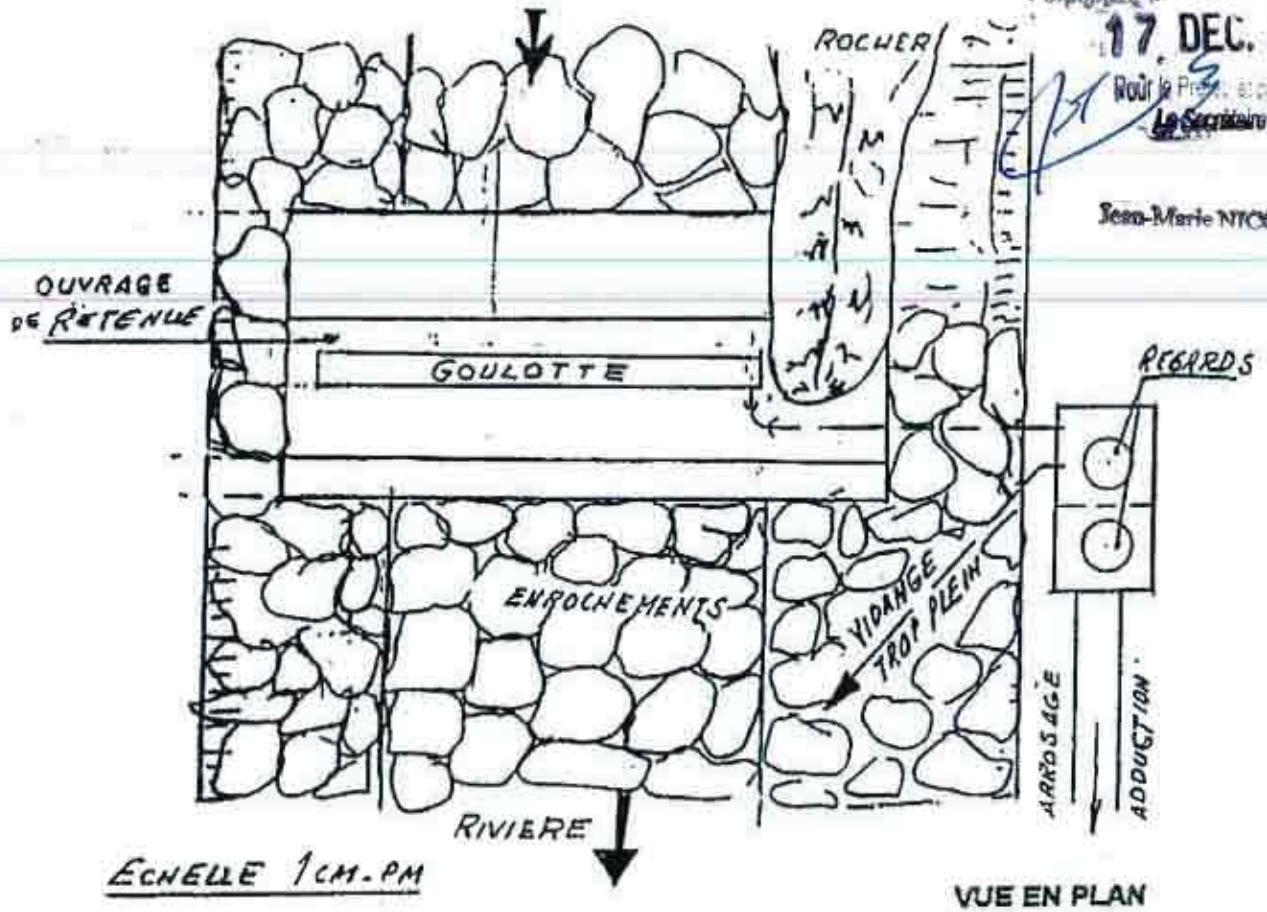 17. DEC.
ROCHER
Pour le
Le Secrétaire
Jean-Marie
OUVRAGE
DE RETENUE
GOULOTTE
REGARDS
ENROCHEMENTS
VIDANGE
TROP PLEIN
ARROSAGE
ADDUCTION
RIVIERE
ECHELLE 1CM.PM
VUE EN PLAN